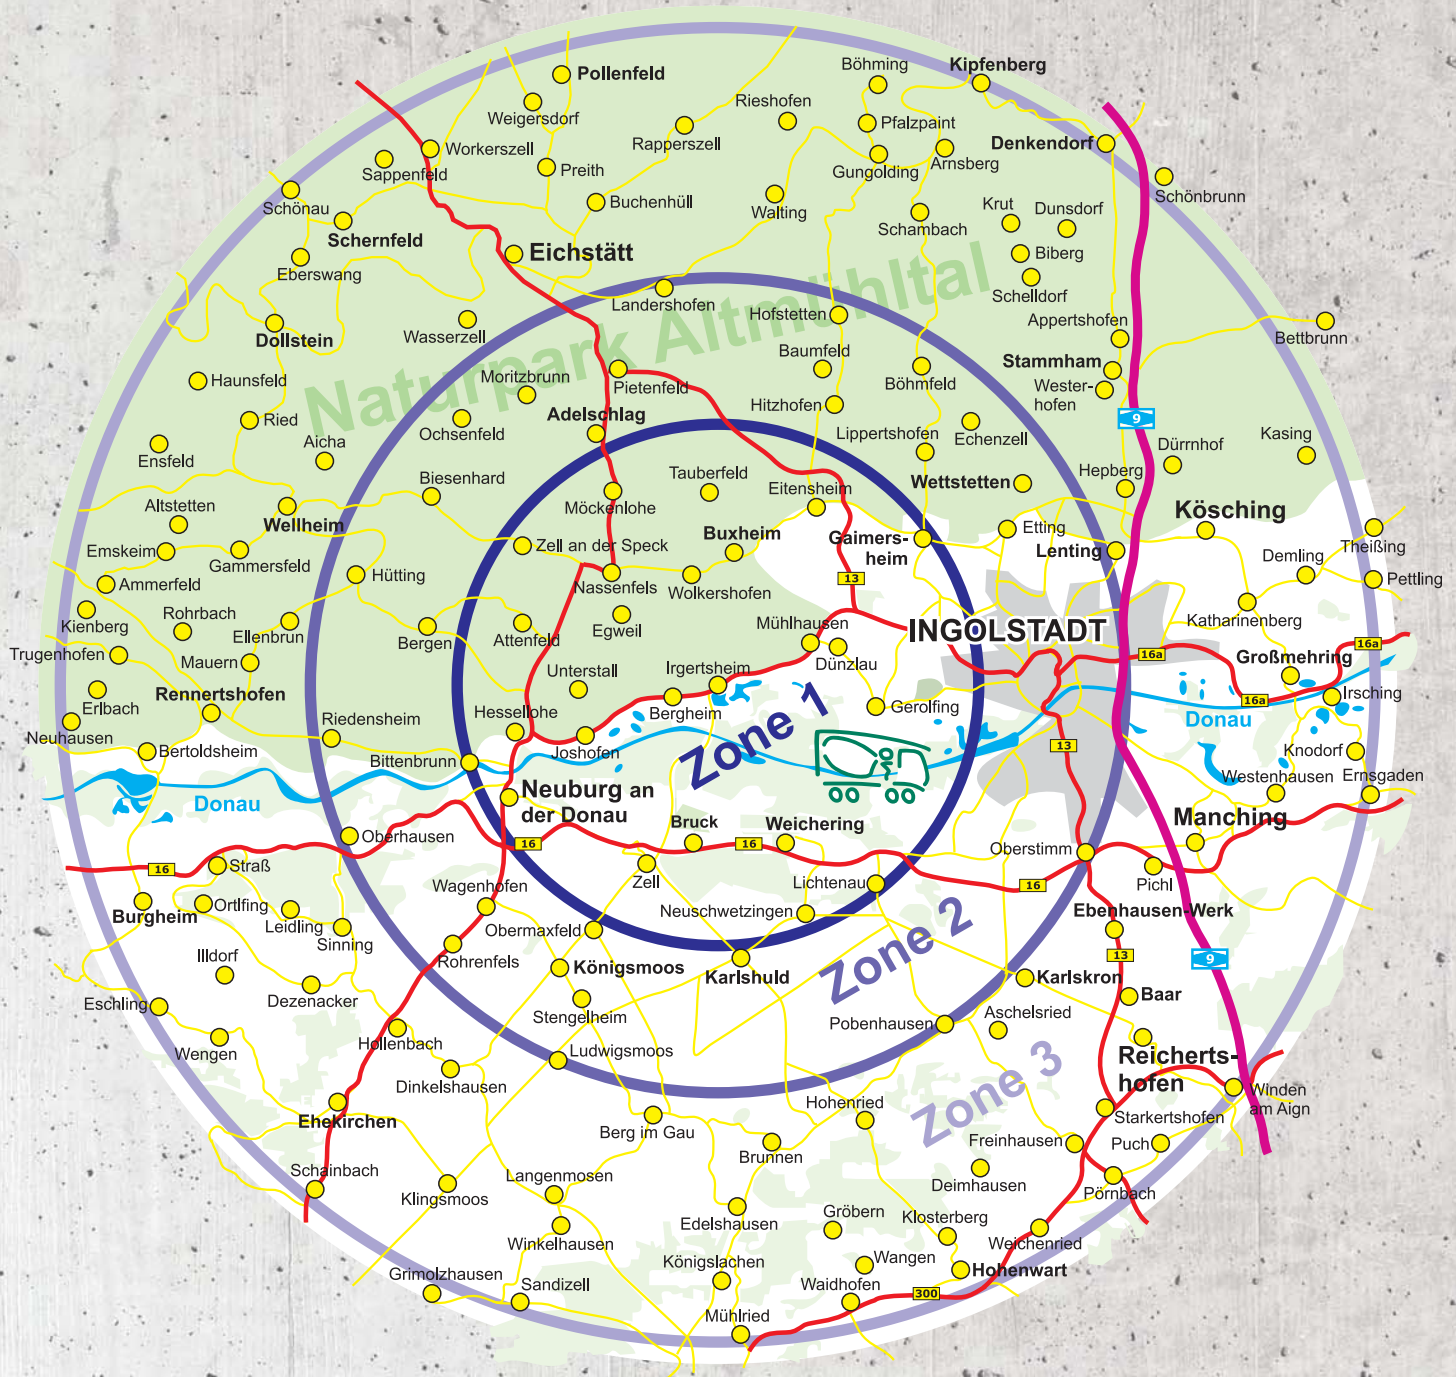 Böhming
Kipfenberg
Pollenfeld
Rieshofen
Weigersdorf
Pfalzpaint
Rapperszell
Denkendorf
Workerszell
Arnsberg
Sappenfeld
Preith
Gungolding
Schönbrunn
Schönau
Buchenhüll
Walting
Krut
Dunsdorf
Schambach
Schernfeld
Eichstätt
Biberg
Eberswang
Naturpark Altmühltal
Schelldorf
Landershofen
Hofstetten
Appertshofen
Wasserzell
Dollstein
Bettbrunn
Baumfeld
Stammham
Moritzbrunn
Haunsfeld
Pietenfeld
Böhmfeld
Wester-
hofen
Hitzhofen
Adelschlag
Ried
9
Ochsenfeld
Lippertshofen
Echenzell
Kasing
Aicha
Dürrnhof
Ensfeld
Tauberfeld
Hepberg
Biesenhard
Wettstetten
Eitensheim
Altstetten
Möckenlohe
Kösching
Wellheim
Buxheim
Gaimers-
heim
Etting
Zell an der Speck
Theißing
Emskeim
Lenting
Demling
Gammersfeld
Hütting
13
Pettling
Ammerfeld
Nassenfels
Wolkershofen
Rohrbach
Katharinenberg
Kienberg
Egweil
Mühlhausen
INGOLSTADT
Ellenbrun
Bergen
Attenfeld
16a
Trugenhofen
Mauern
Dünzlau
16a
Großmehring
Unterstall
Irgertsheim
Rennertshofen
Irsching
Erlbach
Bergheim
Gerolfing
16a
Riedensheim
Hessellohe
Donau
Neuhausen
Zone 1
13
Bertoldsheim
Joshofen
Knodorf
Bittenbrunn
Westenhausen
Ernsgaden
Neuburg an
der Donau
Donau
Manching
Bruck
Weichering
Oberhausen
16
16
Oberstimm
Straß
16
Zell
Lichtenau
16
Pichl
Wagenhofen
Ortlfing
Burgheim
Leidling
Neuschwetzingen
Ebenhausen-Werk
Obermaxfeld
Zone 2
Sinning
Illdorf
Rohrenfels
13
9
Königsmoos
Karlshuld
Karlskron
Dezenacker
Baar
Eschling
Stengelheim
Aschelsried
Pobenhausen
Wengen
Hollenbach
Ludwigsmoos
Reicherts-
hofen
Dinkelshausen
Zone 3
Winden
am Aign
Hohenried
Ehekirchen
Starkertshofen
Berg im Gau
Freinhausen
Puch
Brunnen
Schainbach
Langenmosen
Deimhausen
Klingsmoos
Pörnbach
Gröbern
Klosterberg
Edelshausen
Winkelhausen
Weichenried
Königslachen
Wangen
Grimolzhausen
Hohenwart
Sandizell
Waidhofen
300
Mühlried